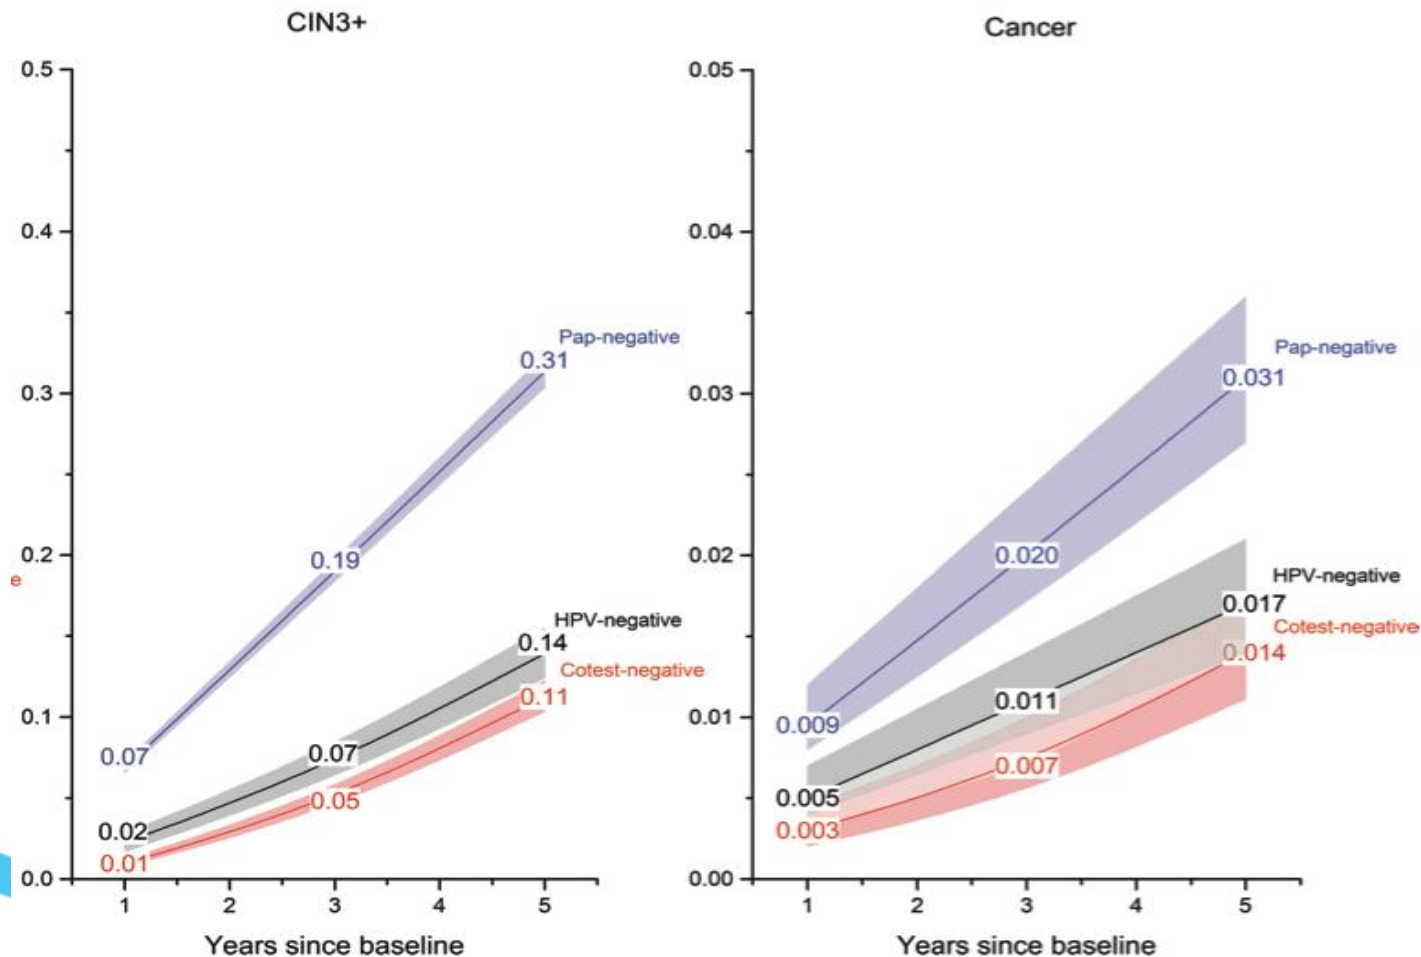 CIN3+
0.5
0.4
0.3
0.2
0.1
0.0
e
Pap-negative
0.31
0.19
0.07
HPV-negative
0.14
0.07
0.02
Cotest-negative
0.11
0.05
0.01
1 2 3 4 5
Years since baseline
Cancer
0.05
0.04
0.03
0.02
0.01
0.00
Pap-negative
0.031
0.020
0.009
HPV-negative
0.017
0.011
0.005
Cotest-negative
0.014
0.007
0.003
1 2 3 4 5
Years since baseline